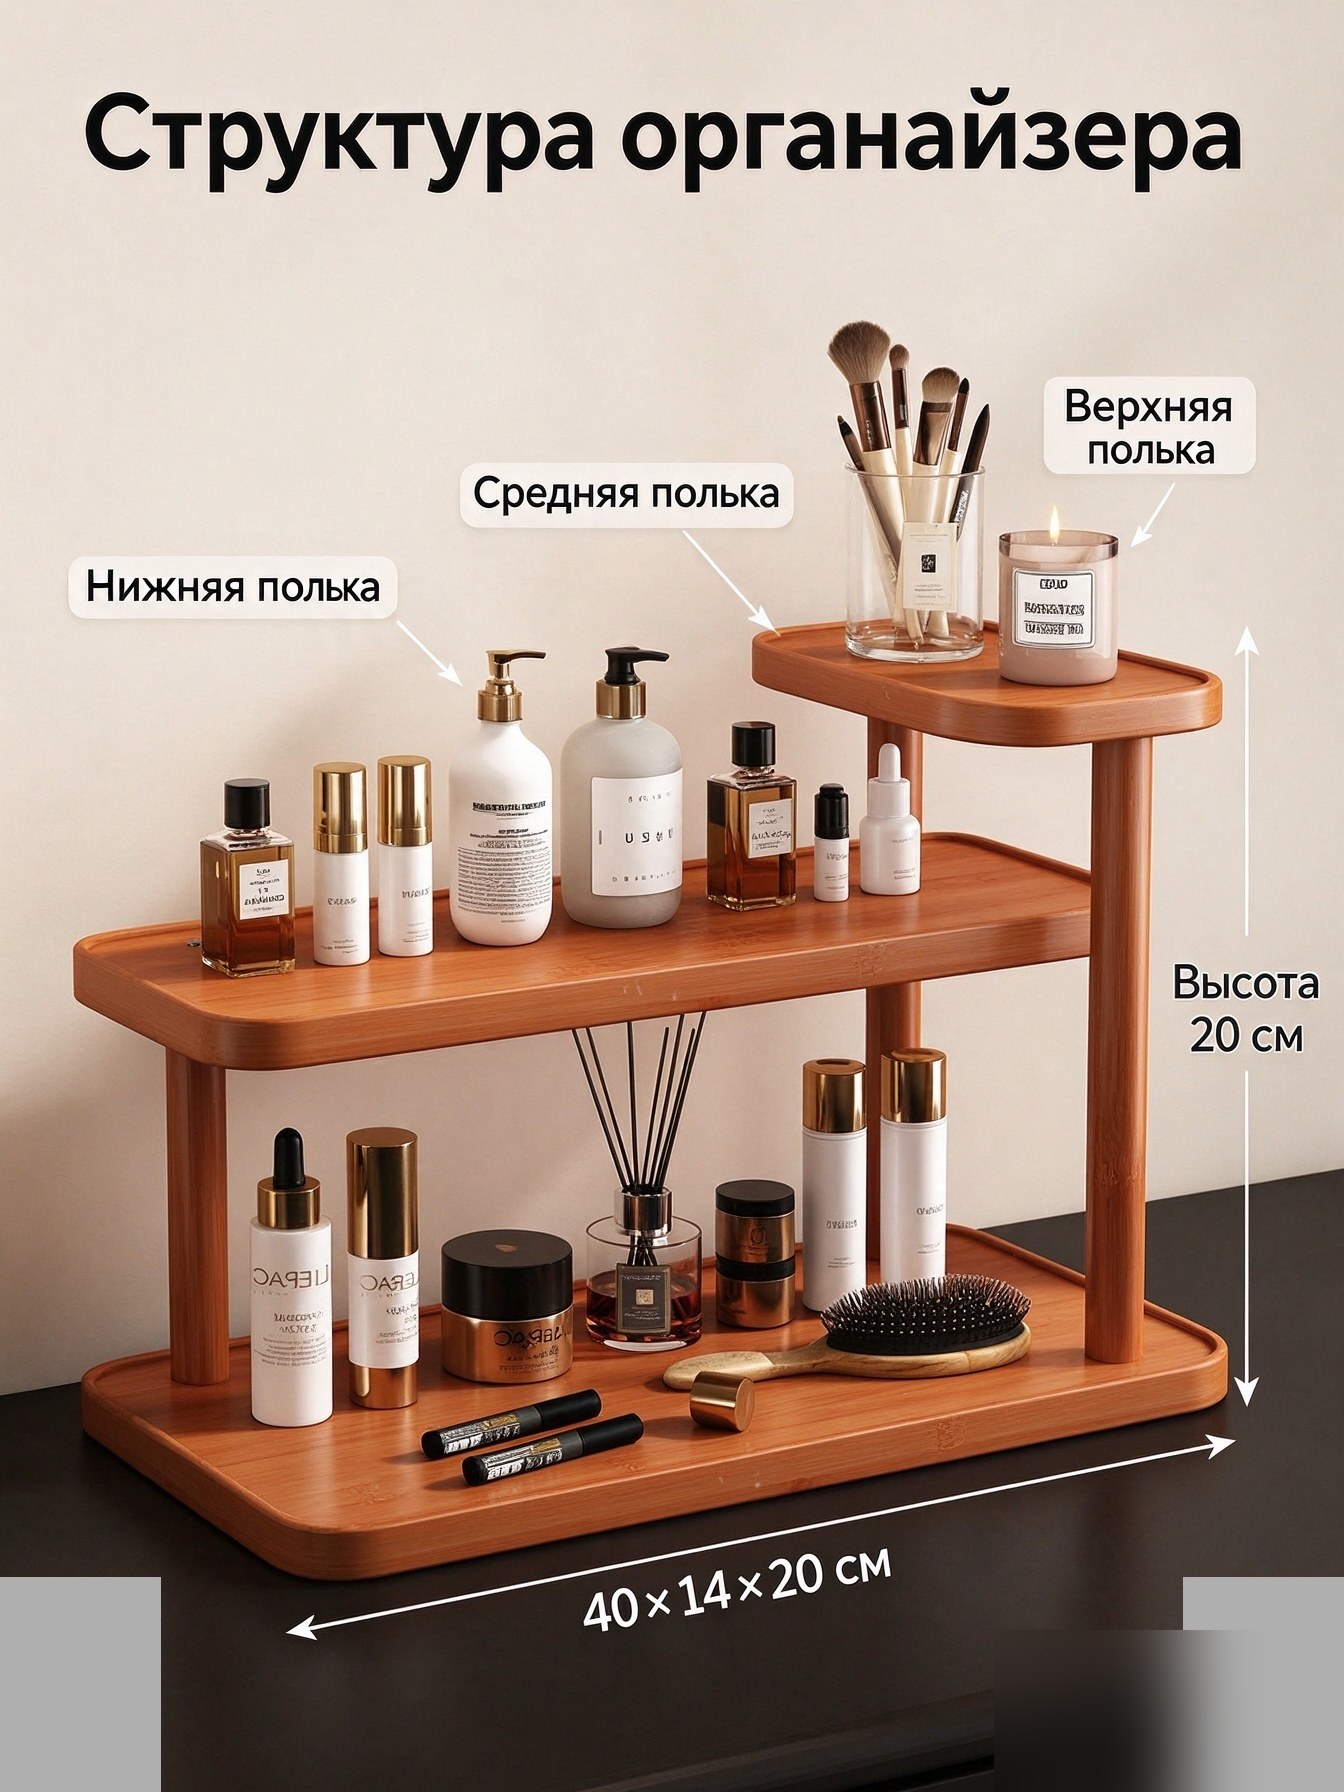 Структура органайзера
Верхняя
полька
Средняя полька
Нижняя полька
Высота
20 см
40×14×20 см